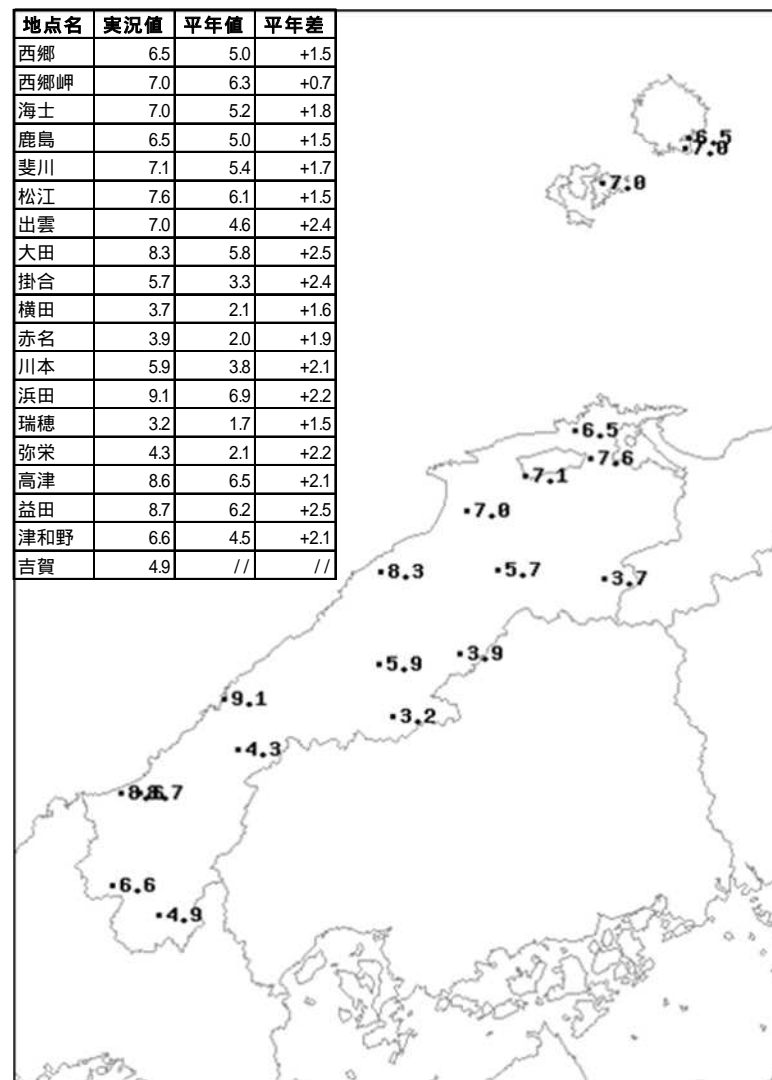 地点名 実況値 平年値 平年差
西郷 6.5 5.0 +1.5
西郷岬 7.0 6.3 +0.7
海士 7.0 5.2 +1.8
鹿島 6.5 5.0 +1.5
斐川 7.1 5.4 +1.7
松江 7.6 6.1 +1.5
出雲 7.0 4.6 +2.4
大田 8.3 5.8 +2.5
掛合 5.7 3.3 +2.4
横田 3.7 2.1 +1.6
赤名 3.9 2.0 +1.9
川本 5.9 3.8 +2.1
浜田 9.1 6.9 +2.2
瑞穂 3.2 1.7 +1.5
弥栄 4.3 2.1 +2.2
高津 8.6 6.5 +2.1
益田 8.7 6.2 +2.5
津和野 6.6 4.5 +2.1
吉賀 4.9 // //
6.5
7.0
7.0
6.5
7.6
7.1
7.0
8.3
5.7
3.7
3.9
5.9
9.1
3.2
4.3
6.6
4.9